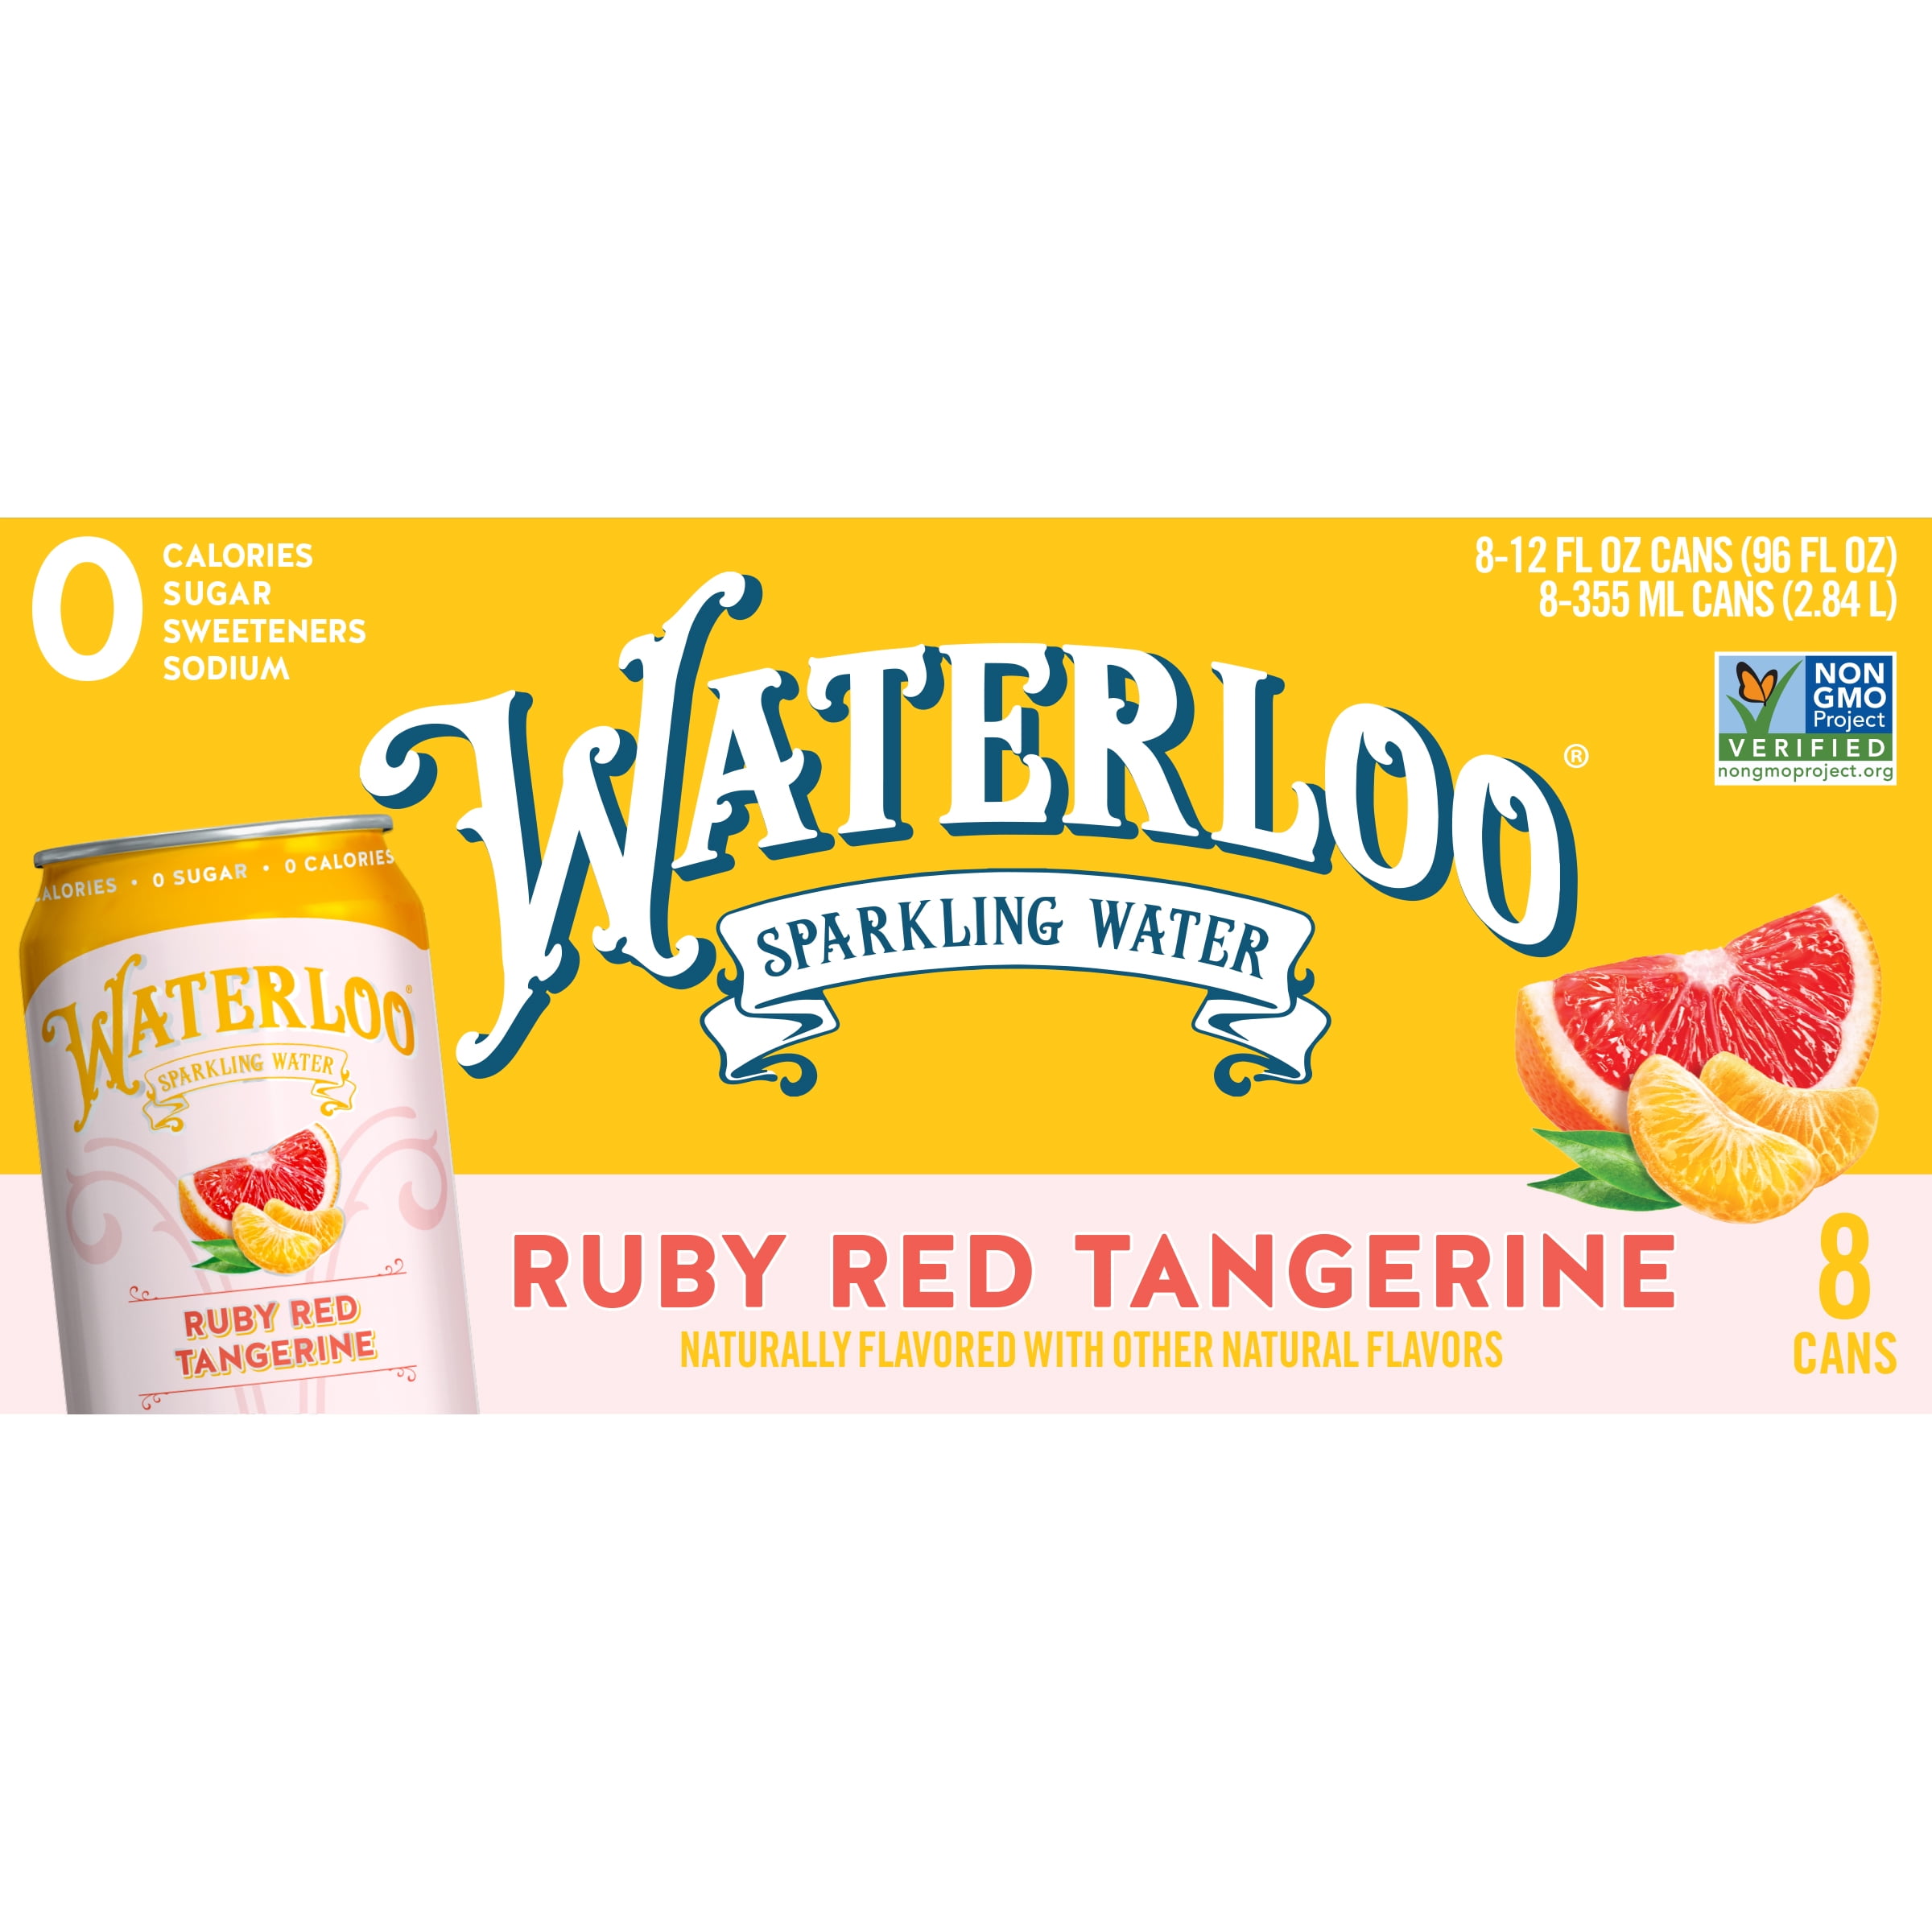 0 CALORIES
SUGAR
SWEETENERS
SODIUM
8-12 FL OZ CANS (96 FL OZ)
8-355 ML CANS (2.84 L)
NON
GMO
Project
VERIFIED
nongmoproject.org
WATERLOO®
SPARKLING WATER
ALORIES • 0 SUGAR • 0 CALORIES
WATERLOO®
SPARKLING WATER
RUBY RED
TANGERINE
RUBY RED TANGERINE
NATURALLY FLAVORED WITH OTHER NATURAL FLAVORS
8
CANS